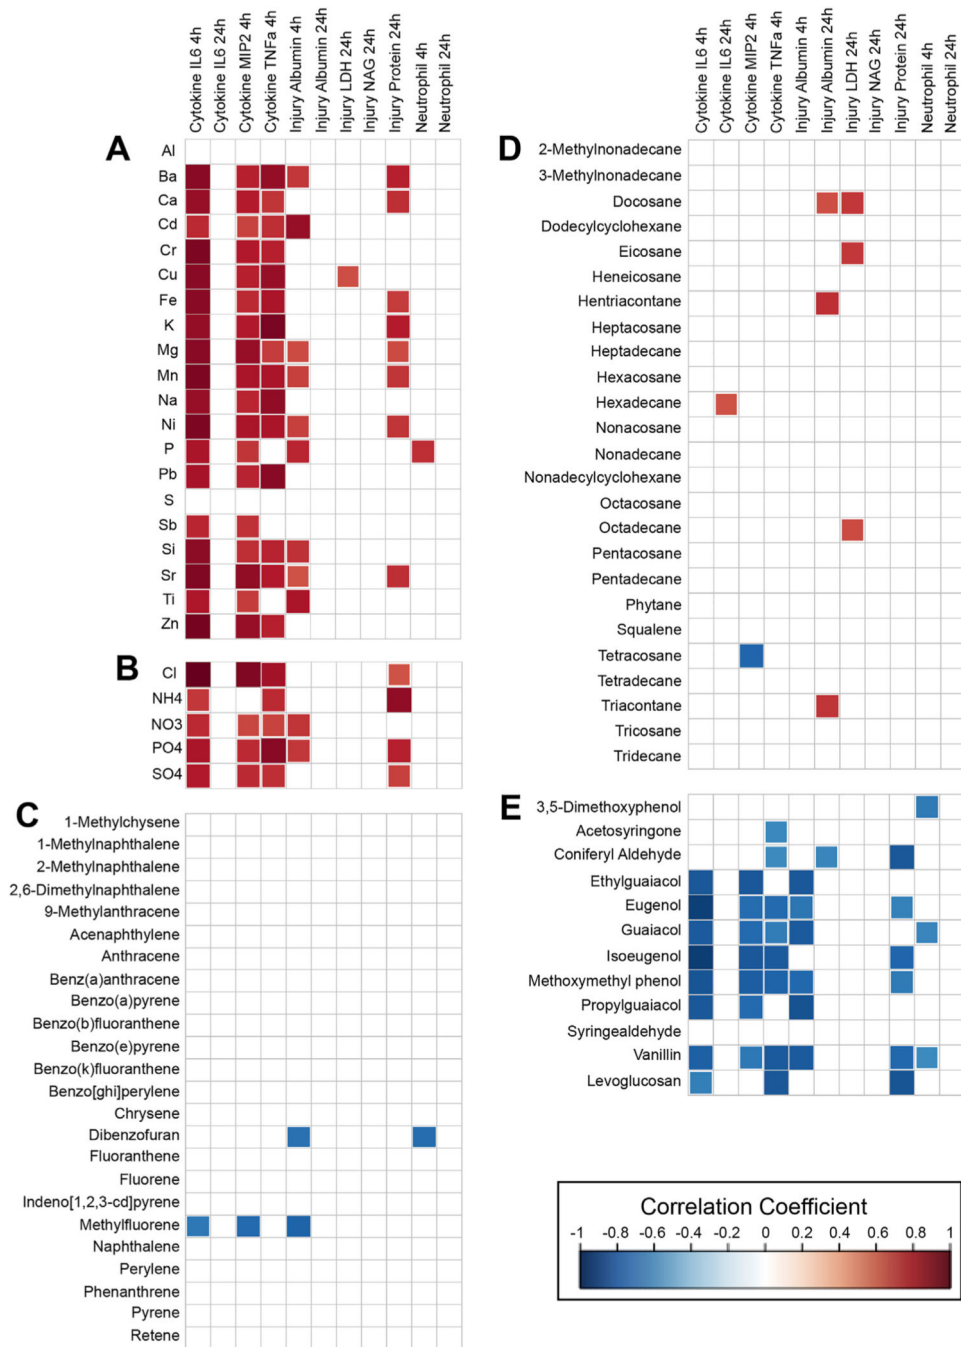 Cytokine IL6 4h
Cytokine IL6 24h
Cytokine MIP2 4h
Cytokine TNFa 4h
Injury Albumin 4h
Injury Albumin 24h
Injury LDH 24h
Injury NAG 24h
Injury Protein 24h
Neutrophil 4h
Neutrophil 24h
A
Al
Ba
Ca
Cd
Cr
Cu
Fe
K
Mg
Mn
Na
Ni
P
Pb
S
Sb
Si
Sr
Ti
Zn
B
Cl
NH4
NO3
PO4
SO4
C
1-Methylchysene
1-Methylnaphthalene
2-Methylnaphthalene
2,6-Dimethylnaphthalene
9-Methylanthracene
Acenaphthylene
Anthracene
Benz(a)anthracene
Benzo(a)pyrene
Benzo(b)fluoranthene
Benzo(e)pyrene
Benzo(k)fluoranthene
Benzo[ghi]perylene
Chrysene
Dibenzofuran
Fluoranthene
Fluorene
Indeno[1,2,3-cd]pyrene
Methylfluorene
Naphthalene
Perylene
Phenanthrene
Pyrene
Retene
Cytokine IL6 4h
Cytokine IL6 24h
Cytokine MIP2 4h
Cytokine TNFa 4h
Injury Albumin 4h
Injury Albumin 24h
Injury LDH 24h
Injury NAG 24h
Injury Protein 24h
Neutrophil 4h
Neutrophil 24h
D
2-Methylnonadecane
3-Methylnonadecane
Docosane
Dodecylcyclohexane
Eicosane
Heneicosane
Hentriacontane
Heptacosane
Heptadecane
Hexacosane
Hexadecane
Nonacosane
Nonadecane
Nonadecylcyclohexane
Octacosane
Octadecane
Pentacosane
Pentadecane
Phytane
Squalene
Tetracosane
Tetradecane
Triacontane
Tricosane
Tridecane
E
3,5-Dimethoxyphenol
Acetosyringone
Coniferyl Aldehyde
Ethylguaiacol
Eugenol
Guaiacol
Isoeugenol
Methoxymethyl phenol
Propylguaiacol
Syringealdehyde
Vanillin
Levoglucosan
Correlation Coefficient
-1 -0.8 -0.6 -0.4 -0.2 0 0.2 0.4 0.6 0.8 1